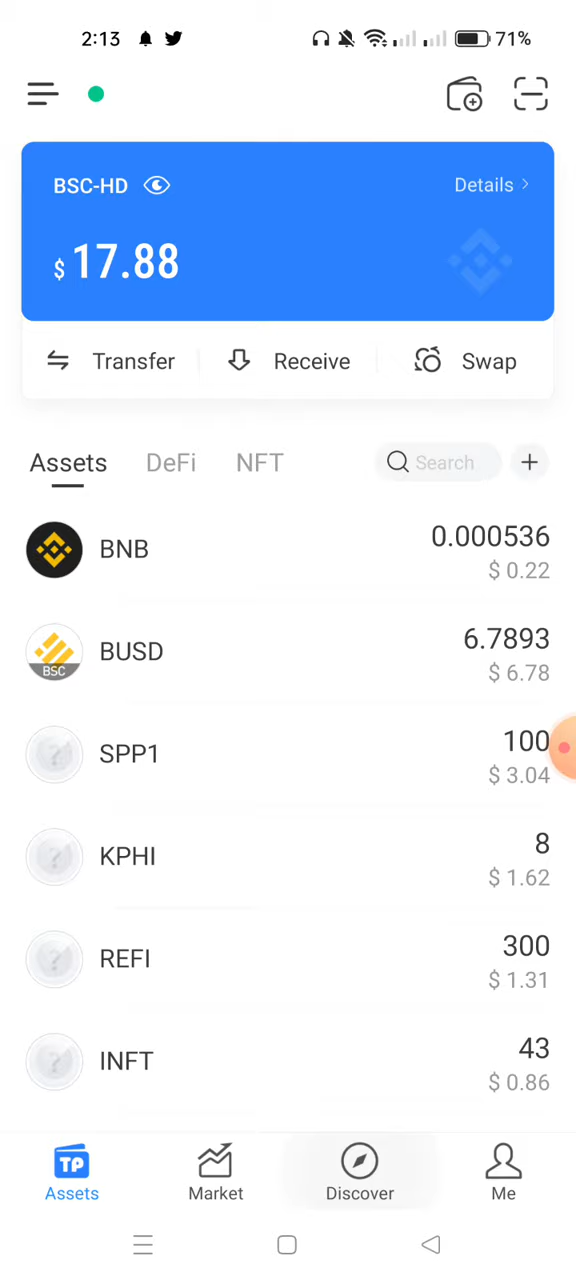 2:13 71%
BSC-HD Details >
$ 17.88
Transfer Receive Swap
Assets DeFi NFT Search +
BNB 0.000536
$ 0.22
BSC BUSD 6.7893
$ 6.78
SPP1 100
$ 3.04
KPHI 8
$ 1.62
REFI 300
$ 1.31
INFT 43
$ 0.86
TP
Assets Market Discover Me